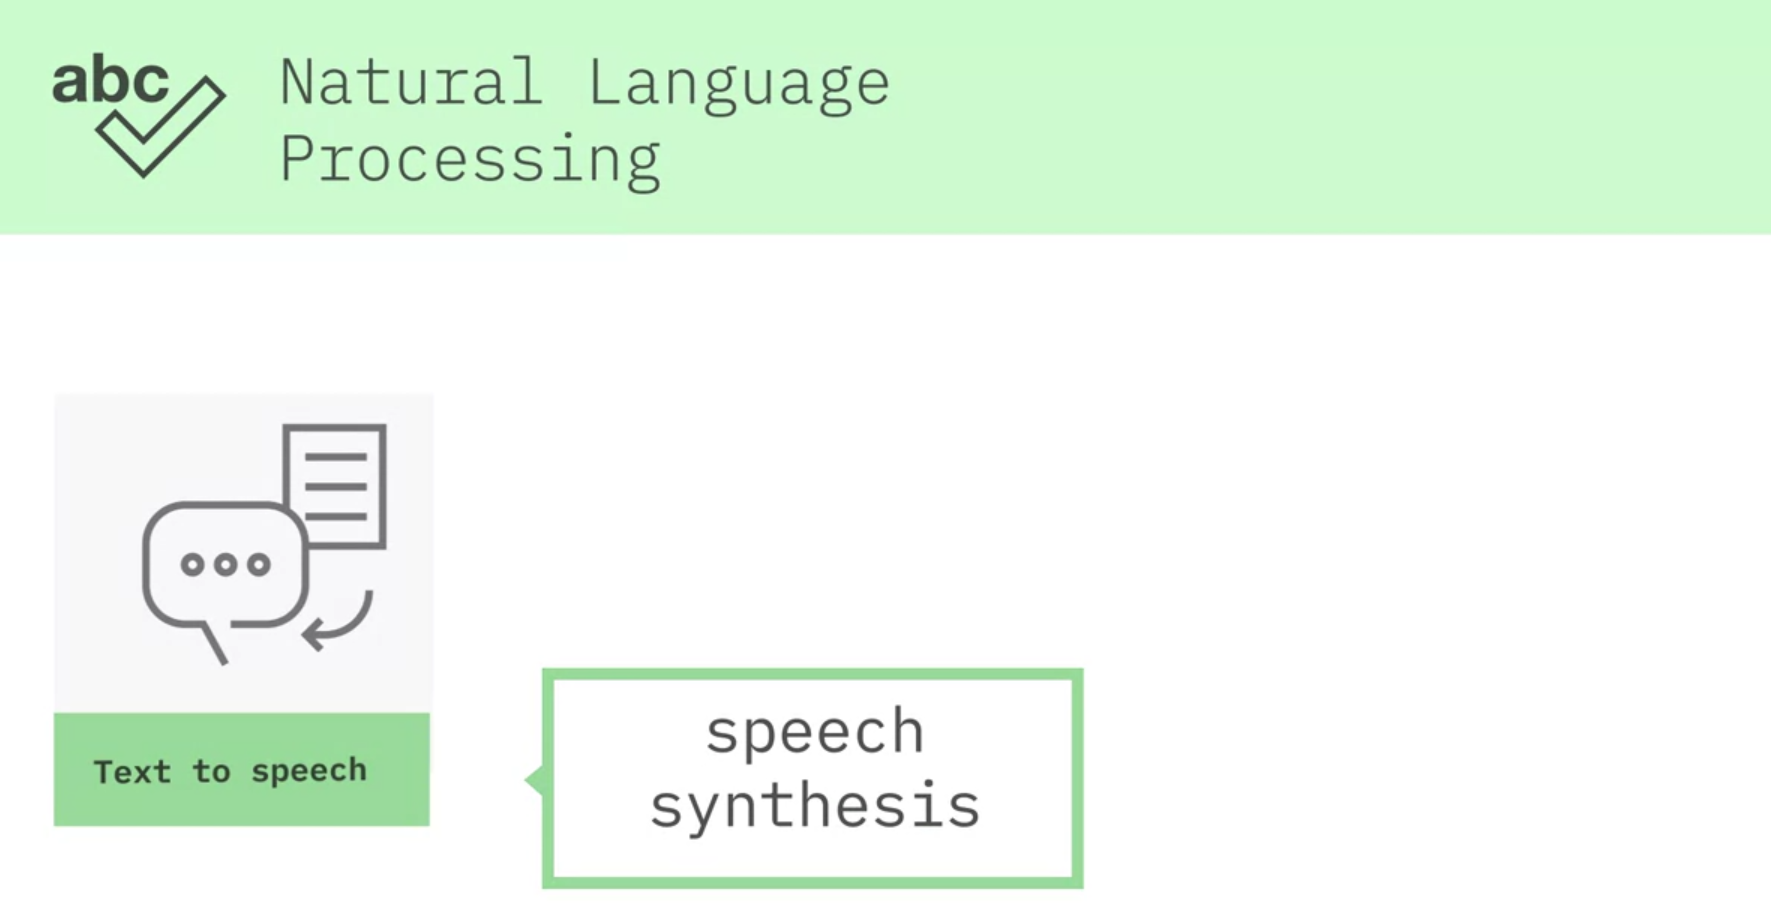 abc
Natural Language
Processing
Text to speech
speech
synthesis